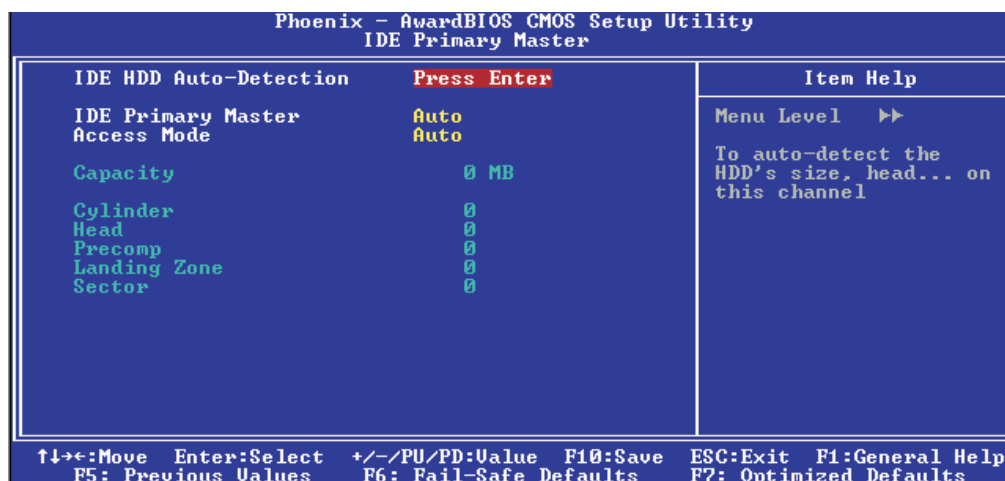 Phoenix - AwardBIOS CMOS Setup Utility
IDE Primary Master
IDE HDD Auto-Detection Press Enter
IDE Primary Master Auto
Access Mode Auto
Capacity 0 MB
Cylinder 0
Head 0
Precomp 0
Landing Zone 0
Sector 0
Item Help
Menu Level ►►
To auto-detect the
HDD's size, head... on
this channel
↑↓→←:Move Enter:Select +/-/PU/PD:Value F10:Save ESC:Exit F1:General Help
F5: Previous Values F6: Fail-Safe Defaults F7: Optimized Defaults